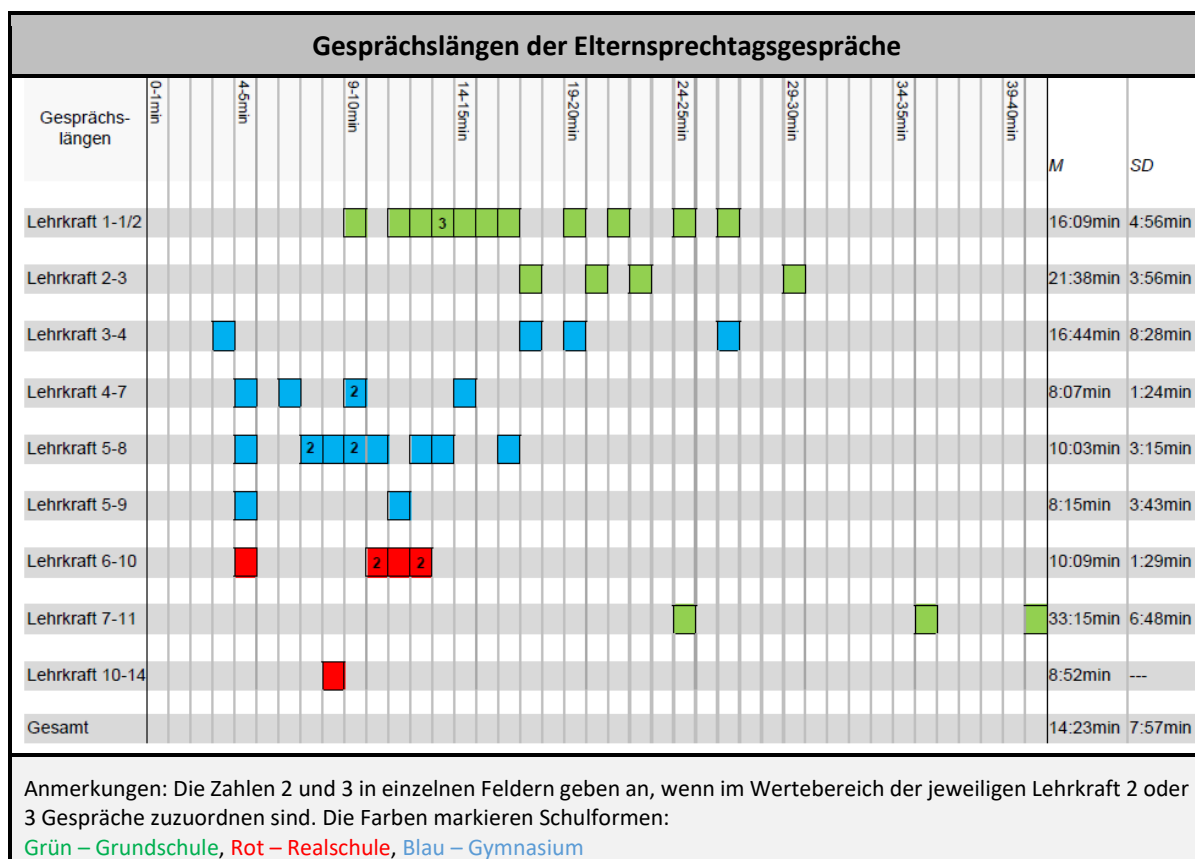 Gesprächslängen der Elternsprechtagsgespräche
Gesprächs-
längen
0-1min
4-5min
9-10min
14-15min
19-20min
24-25min
29-30min
34-35min
39-40min
M SD
Lehrkraft 1-1/2 3 16:09min 4:56min
Lehrkraft 2-3 21:38min 3:56min
Lehrkraft 3-4 16:44min 8:28min
Lehrkraft 4-7 2 8:07min 1:24min
Lehrkraft 5-8 2 2 10:03min 3:15min
Lehrkraft 5-9 8:15min 3:43min
Lehrkraft 6-10 2 2 10:09min 1:29min
Lehrkraft 7-11 33:15min 6:48min
Lehrkraft 10-14 8:52min ---
Gesamt 14:23min 7:57min
Anmerkungen: Die Zahlen 2 und 3 in einzelnen Feldern geben an, wenn im Wertebereich der jeweiligen Lehrkraft 2 oder
3 Gespräche zuzuordnen sind. Die Farben markieren Schulformen:
Grün – Grundschule, Rot – Realschule, Blau – Gymnasium